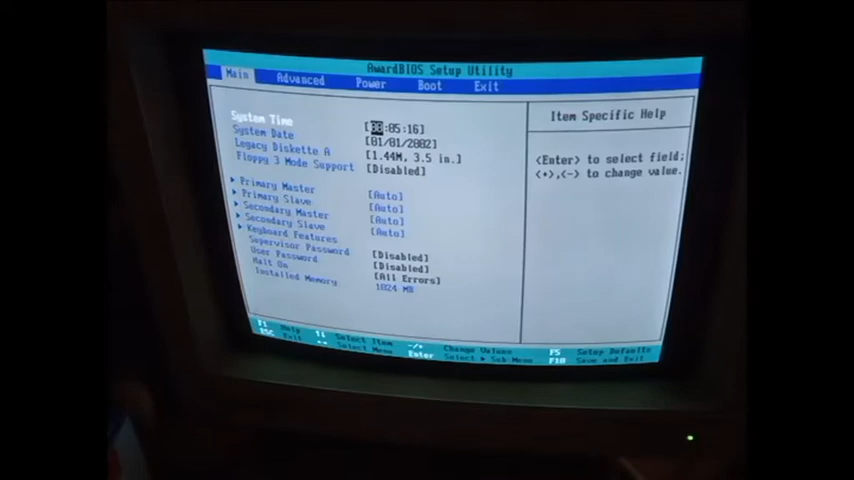 AwardBIOS Setup Utility
Main Advanced Power Boot Exit
System Time [00:05:16]
System Date [01/01/2002]
Legacy Diskette A [1.44M, 3.5 in.]
Floppy 3 Mode Support [Disabled]
Primary Master [Auto]
Primary Slave [Auto]
Secondary Master [Auto]
Secondary Slave [Auto]
Keyboard Features
Supervisor Password [Disabled]
User Password [Disabled]
Halt On [All Errors]
Installed Memory 1024 MB
Item Specific Help
<Enter> to select field;
<+>,<-> to change value.
F1 Help ↑↓ Select Item -/+ Change Values F5 Setup Defaults
ESC Exit ←→ Select Menu Enter Select ▶ Sub-Menu F10 Save and Exit